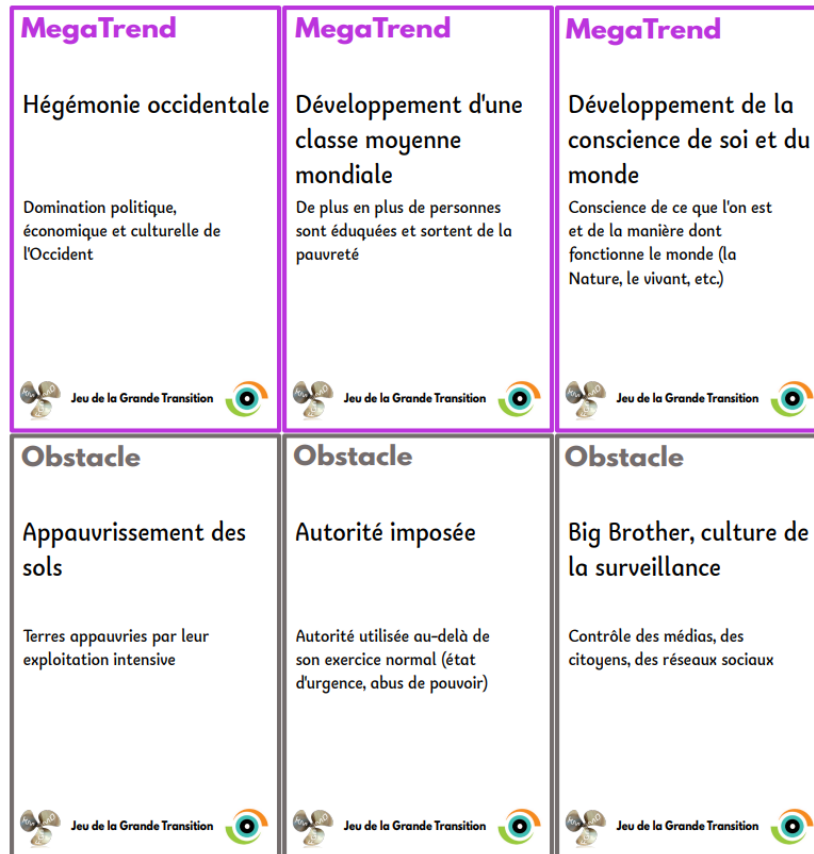 MegaTrend
Hégémonie occidentale
Domination politique,
économique et culturelle de
l'Occident
Jeu de la Grande Transition
MegaTrend
Développement d'une
classe moyenne
mondiale
De plus en plus de personnes
sont éduquées et sortent de la
pauvreté
Jeu de la Grande Transition
MegaTrend
Développement de la
conscience de soi et du
monde
Conscience de ce que l'on est
et de la manière dont
fonctionne le monde (la
Nature, le vivant, etc.)
Jeu de la Grande Transition
Obstacle
Appauvrissement des
sols
Terres appauvries par leur
exploitation intensive
Jeu de la Grande Transition
Obstacle
Autorité imposée
Autorité utilisée au-delà de
son exercice normal (état
d'urgence, abus de pouvoir)
Jeu de la Grande Transition
Obstacle
Big Brother, culture de
la surveillance
Contrôle des médias, des
citoyens, des réseaux sociaux
Jeu de la Grande Transition